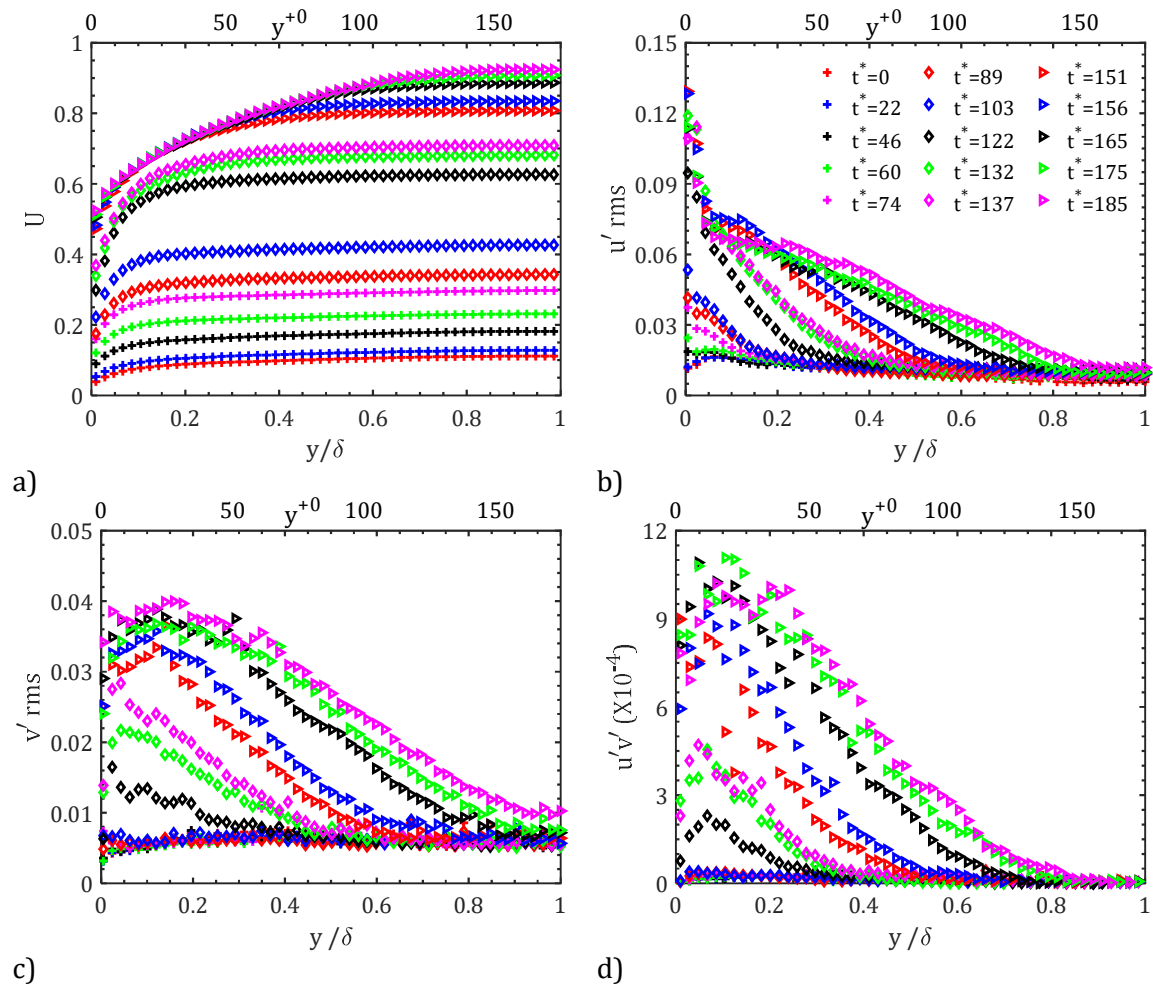 0 50 y+0 100 150
1
0.8
0.6
U
0.4
0.2
0
0 0.2 0.4 0.6 0.8 1
y/δ
a)
0 50 y+0 100 150
0.15
0.12
0.09
u' rms
0.06
0.03
0
t*=0 t*=89 t*=151
t*=22 t*=103 t*=156
t*=46 t*=122 t*=165
t*=60 t*=132 t*=175
t*=74 t*=137 t*=185
0 0.2 0.4 0.6 0.8 1
y/δ
b)
0 50 y+0 100 150
0.05
0.04
0.03
v' rms
0.02
0.01
0
0 0.2 0.4 0.6 0.8 1
y/δ
c)
0 50 y+0 100 150
12
9
6
u'v' (X10-4)
3
0
0 0.2 0.4 0.6 0.8 1
y/δ
d)